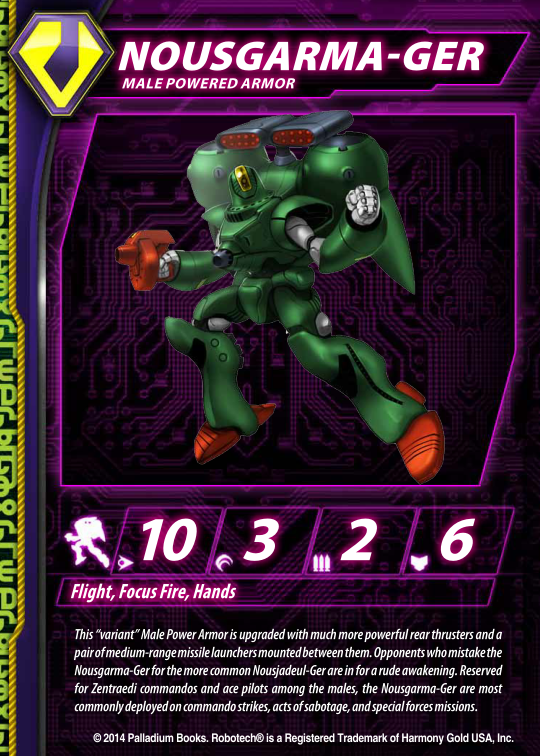 NOUSGARMA-GER
MALE POWERED ARMOR
10 3 2 6
Flight, Focus Fire, Hands
This “variant” Male Power Armor is upgraded with much more powerful rear thrusters and a
pair of medium-range missile launchers mounted between them. Opponents who mistake the
Nousgarma-Ger for the more common Nousjadeul-Ger are in for a rude awakening. Reserved
for Zentraedi commandos and ace pilots among the males, the Nousgarma-Ger are most
commonly deployed on commando strikes, acts of sabotage, and special forces missions.
© 2014 Palladium Books. Robotech® is a Registered Trademark of Harmony Gold USA, Inc.